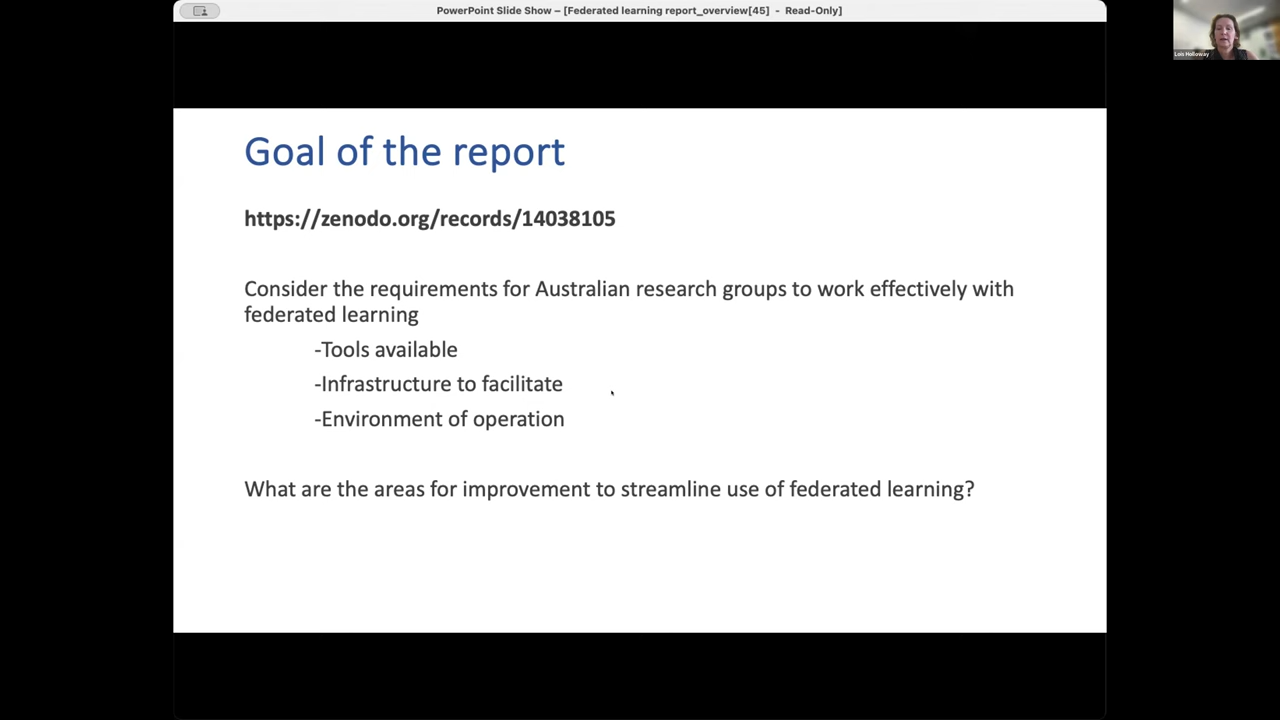 PowerPoint Slide Show – [Federated learning report_overview[45] - Read-Only]
Lois Holloway
Goal of the report
https://zenodo.org/records/14038105
Consider the requirements for Australian research groups to work effectively with
federated learning
-Tools available
-Infrastructure to facilitate
-Environment of operation
What are the areas for improvement to streamline use of federated learning?